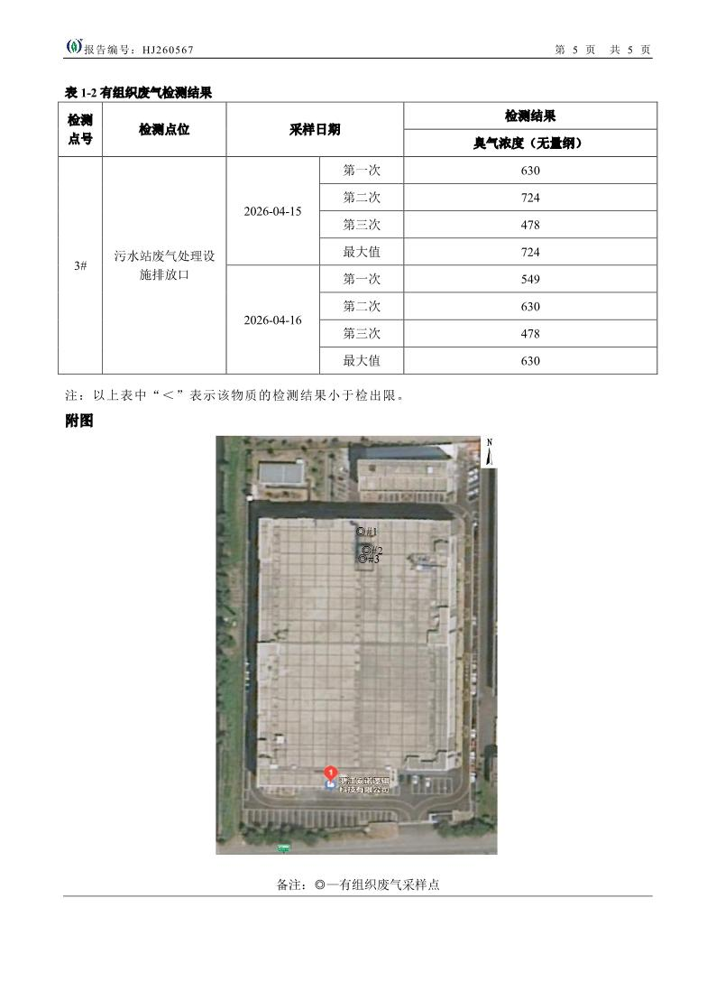 报告编号：HJ260567
第 5 页 共 5 页
表 1-2 有组织废气检测结果
检测点号 检测点位 采样日期 检测结果
臭气浓度（无量纲）
3# 污水站废气处理设施排放口 2026-04-15 第一次 630
第二次 724
第三次 478
最大值 724
2026-04-16 第一次 549
第二次 630
第三次 478
最大值 630
注：以上表中“＜”表示该物质的检测结果小于检出限。
附图
N
◎#1
◎#2
◎#3
1
科技有限公司
备注：◎—有组织废气采样点